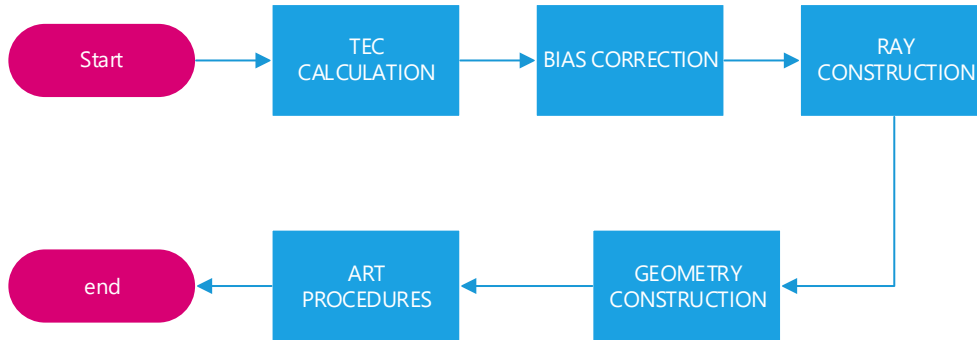 Start
TEC
CALCULATION
BIAS CORRECTION
RAY
CONSTRUCTION
GEOMETRY
CONSTRUCTION
ART
PROCEDURES
end